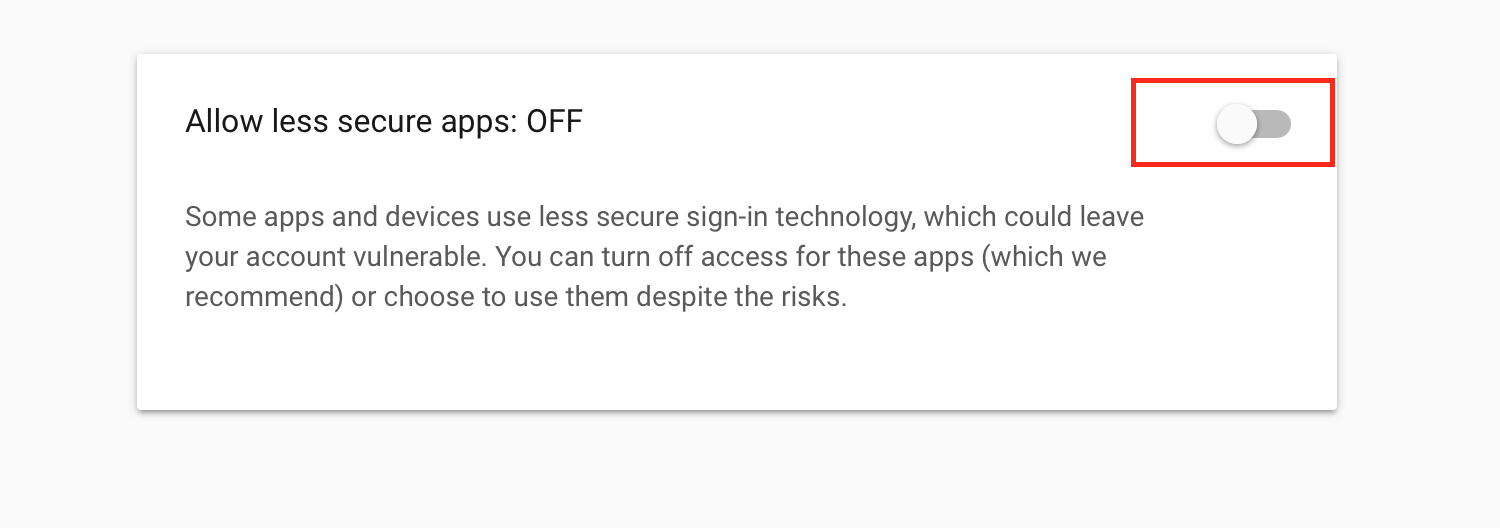 Allow less secure apps: OFF
Some apps and devices use less secure sign-in technology, which could leave
your account vulnerable. You can turn off access for these apps (which we
recommend) or choose to use them despite the risks.